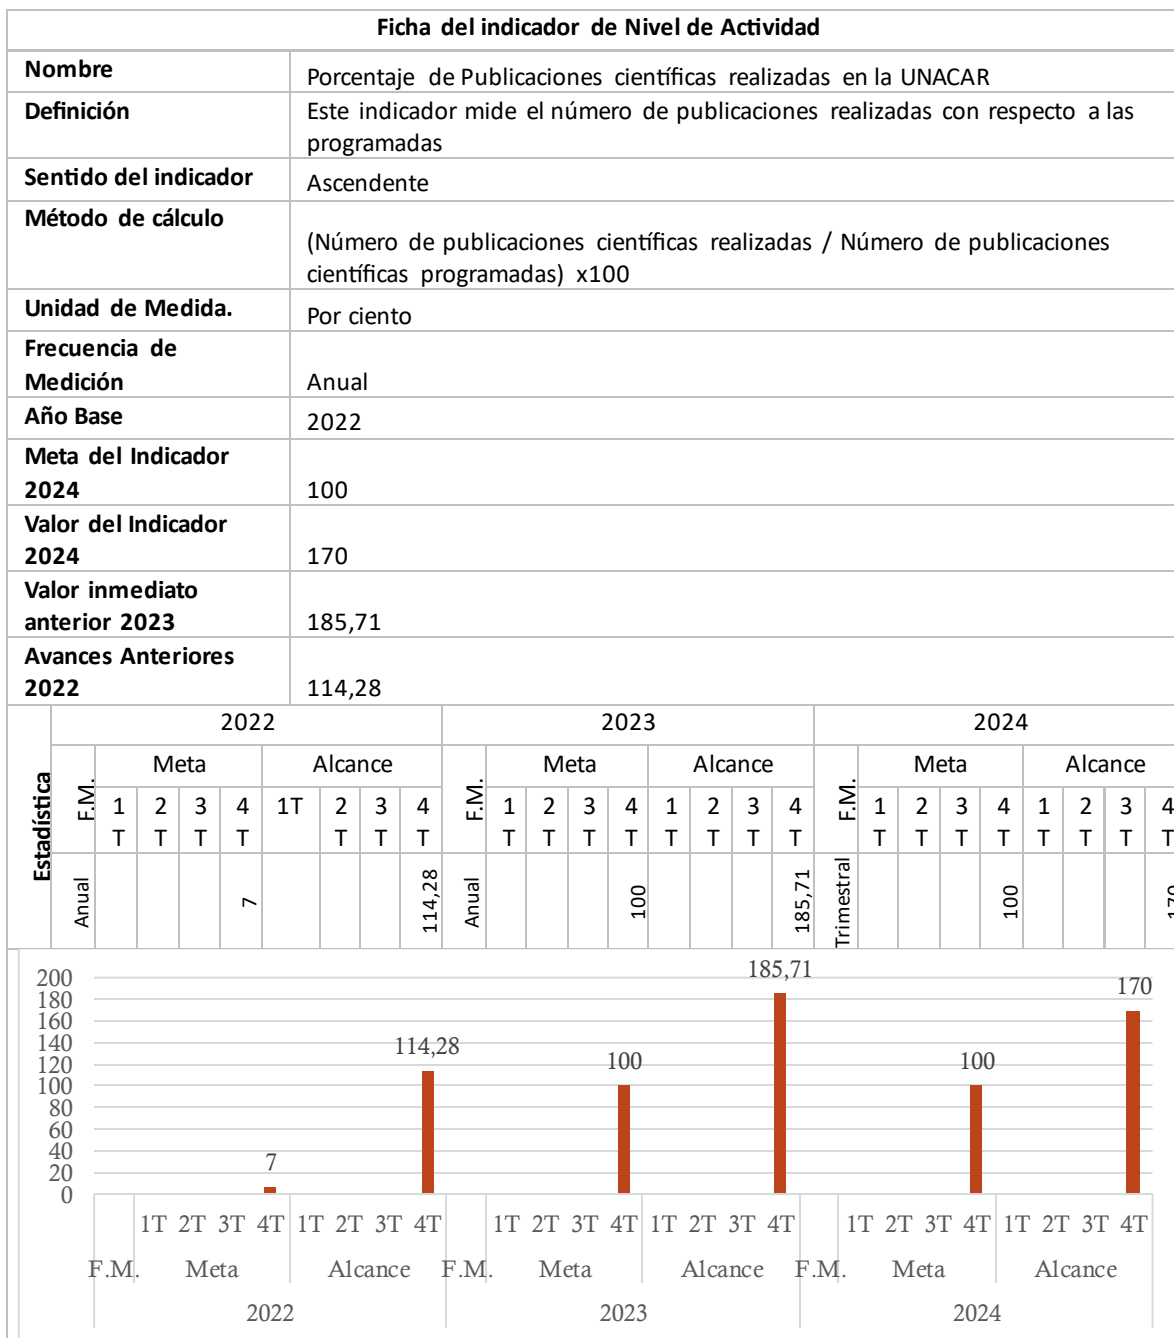 Ficha del indicador de Nivel de Actividad
Nombre
Porcentaje de Publicaciones científicas realizadas en la UNACAR
Definición
Este indicador mide el número de publicaciones realizadas con respecto a las
programadas
Sentido del indicador
Ascendente
Método de cálculo
(Número de publicaciones científicas realizadas / Número de publicaciones
científicas programadas) x100
Unidad de Medida.
Por ciento
Frecuencia de
Medición
Anual
Año Base
2022
Meta del Indicador
2024
100
Valor del Indicador
2024
170
Valor inmediato
anterior 2023
185,71
Avances Anteriores
2022
114,28
Estadística
2022 2023 2024
F.M. Meta Alcance F.M. Meta Alcance F.M. Meta Alcance
1 2 3 4 1T 2 3 4 1 2 3 4 1 2 3 4 1 2 3 4 1 2 3 4
T T T T T T T T T T T T T T T T T T T T T T T
Anual 7 114,28 Anual 100 185,71 Trimestral 100 170
200
180
160
140
120
100
80
60
40
20
0
7
114,28
100
185,71
100
170
1T 2T 3T 4T 1T 2T 3T 4T 1T 2T 3T 4T 1T 2T 3T 4T 1T 2T 3T 4T 1T 2T 3T 4T
F.M. Meta Alcance F.M. Meta Alcance F.M. Meta Alcance
2022 2023 2024